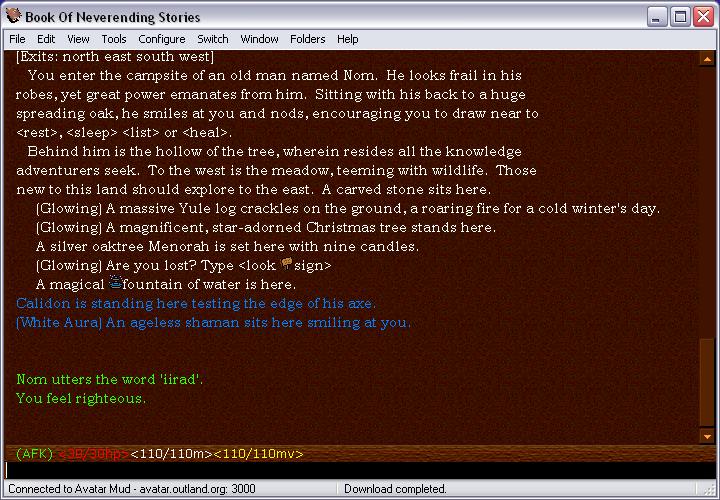 Book Of Neverending Stories
File Edit View Tools Configure Switch Window Folders Help
[Exits: north east south west]
You enter the campsite of an old man named Nom. He looks frail in his
robes, yet great power emanates from him. Sitting with his back to a huge
spreading oak, he smiles at you and nods, encouraging you to draw near to
<rest>, <sleep> <list> or <heal>.
Behind him is the hollow of the tree, wherein resides all the knowledge
adventurers seek. To the west is the meadow, teeming with wildlife. Those
new to this land should explore to the east. A carved stone sits here.
(Glowing) A massive Yule log crackles on the ground, a roaring fire for a cold winter's day.
(Glowing) A magnificent, star-adorned Christmas tree stands here.
A silver oaktree Menorah is set here with nine candles.
(Glowing) Are you lost? Type <look sign>
A magical fountain of water is here.
Calidon is standing here testing the edge of his axe.
(White Aura) An ageless shaman sits here smiling at you.
Nom utters the word 'iirad'.
You feel righteous.
(AFK) <30/30hp><110/110m><110/110mv>
Connected to Avatar Mud - avatar.outland.org: 3000
Download completed.